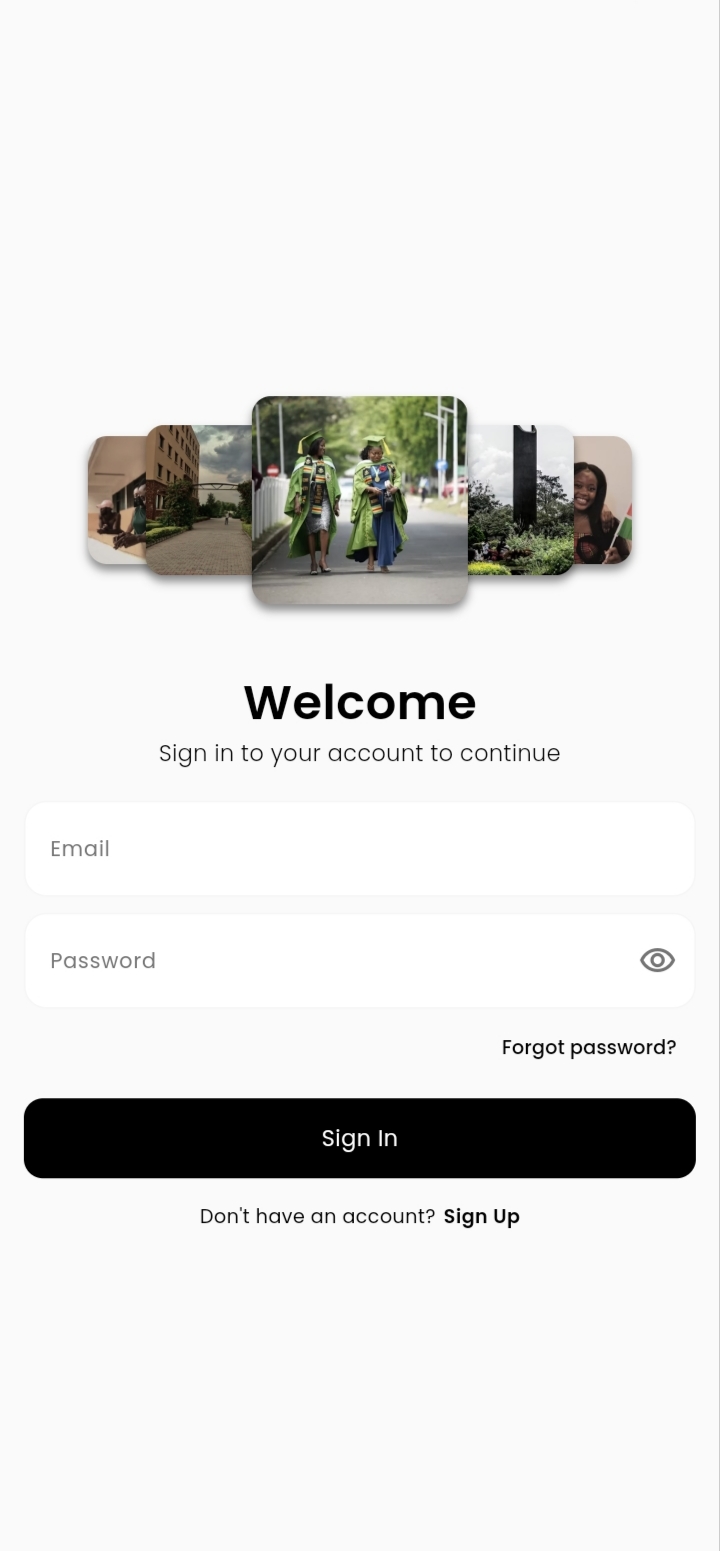 Welcome
Sign in to your account to continue
Email
Password
Forgot password?
Sign In
Don't have an account? Sign Up